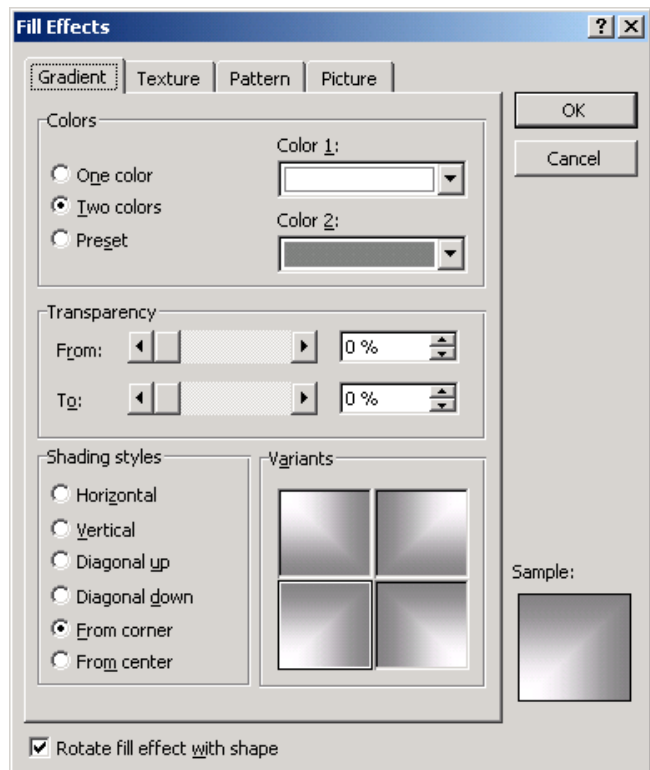 Fill Effects
Gradient Texture Pattern Picture
OK
Cancel
Colors
One color
Two colors
Preset
Color 1:
Color 2:
Transparency
From: 0 %
To: 0 %
Shading styles
Horizontal
Vertical
Diagonal up
Diagonal down
From corner
From center
Variants
Sample:
Rotate fill effect with shape